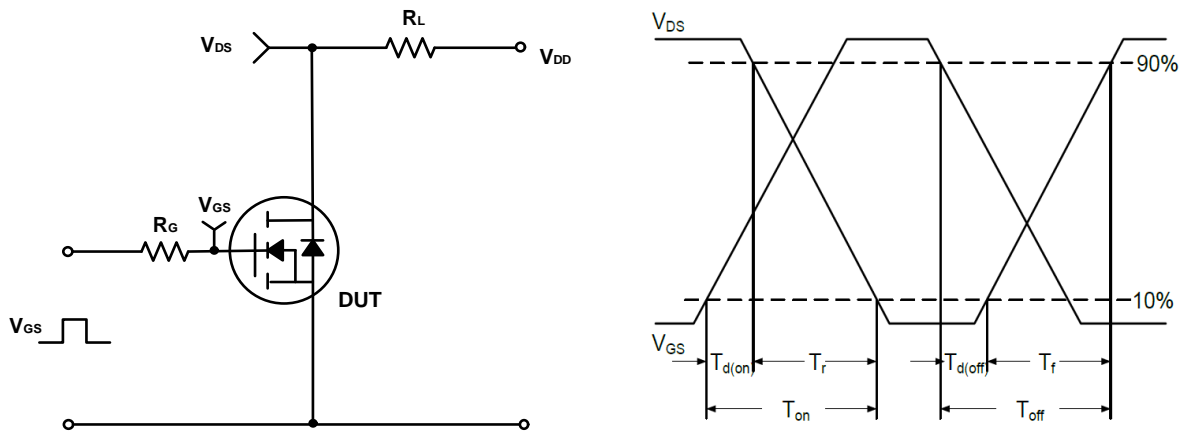 RL
VDS
VDD
VGS
RG
DUT
VGS
VDS
90%
10%
VGS
Td(on)
Tr
Td(off)
Tf
Ton
Toff